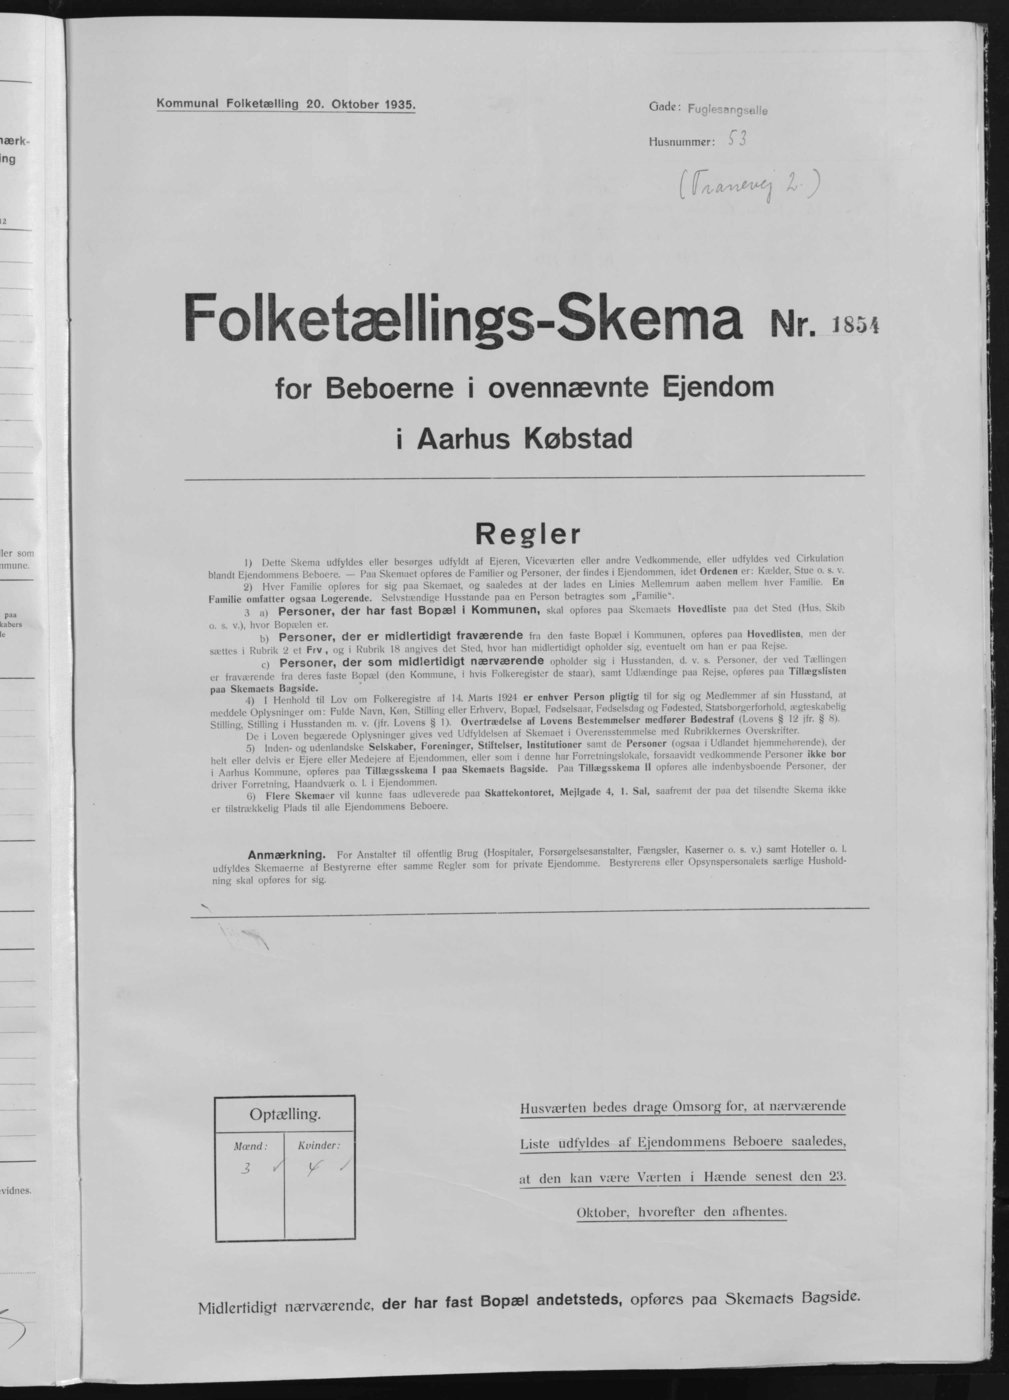 Kommunal Folketælling 20. Oktober 1935.
Gade: Fuglesangsalle
Husnummer: 53
(Tranevej 2.)
Folketællings-Skema Nr. 1854
for Beboerne i ovennævnte Ejendom
i Aarhus Købstad
Regler
1) Dette Skema udfyldes eller besørges udfyldt af Ejeren, Viceværten eller andre Vedkommende, eller udfyldes ved Cirkulation
blandt Ejendommens Beboere. — Paa Skemaet opføres de Familier og Personer, der findes i Ejendommen, idet Ordenen er: Kælder, Stue o. s. v.
2) Hver Familie opføres for sig paa Skemaet, og saaledes at der lades en Linies Mellemrum aaben mellem hver Familie. En
Familie omfatter ogsaa Logerende. Selvstændige Husstande paa en Person betragtes som „Familie“.
3 a) Personer, der har fast Bopæl i Kommunen, skal opføres paa Skemaets Hovedliste paa det Sted (Hus, Skib
o. s. v.), hvor Bopælen er.
b) Personer, der er midlertidigt fraværende fra den faste Bopæl i Kommunen, opføres paa Hovedlisten, men der
sættes i Rubrik 2 et Frv., og i Rubrik 18 angives det Sted, hvor han midlertidigt opholder sig, eventuelt om han er paa Rejse.
c) Personer, der som midlertidigt nærværende opholder sig i Husstanden, d. v. s. Personer, der ved Tællingen
er fraværende fra deres faste Bopæl (den Kommune, i hvis Folkeregister de staar), samt Udlændinge paa Rejse, opføres paa Tillægslisten
paa Skemaets Bagside.
4) I Henhold til Lov om Folkeregistre af 14. Marts 1924 er enhver Person pligtig til for sig og Medlemmer af sin Husstand, at
meddele Oplysninger om: Fulde Navn, Køn, Stilling eller Erhverv, Bopæl, Fødselsaar, Fødselsdag og Fødested, Statsborgerforhold, ægteskabelig
Stilling, Stilling i Husstanden m. v. (jfr. Lovens § 1). Overtrædelse af Lovens Bestemmelser medfører Bødestraf (Lovens § 12 jfr. § 8).
De i Loven begærede Oplysninger gives ved Udfyldelsen af Skemaet i Overensstemmelse med Rubrikkernes Overskrifter.
5) Inden- og udenlandske Selskaber, Foreninger, Stiftelser, Institutioner samt de Personer (ogsaa i Udlandet hjemmehørende), der
helt eller delvis er Ejere eller Medejere af Ejendommen, eller som i denne har Forretningslokale, forsaavidt vedkommende Personer ikke bor
i Aarhus Kommune, opføres paa Tillægsskema I paa Skemaets Bagside. Paa Tillægsskema II opføres alle indenbysboende Personer, der
driver Forretning, Haandværk o. l. i Ejendommen.
6) Flere Skemaer vil kunne faas udleverede paa Skattekontoret, Mejlgade 4, 1. Sal, saafremt der paa det tilsendte Skema ikke
er tilstrækkelig Plads til alle Ejendommens Beboere.
Anmærkning. For Anstalter til offentlig Brug (Hospitaler, Forsørgelsesanstalter, Fængsler, Kaserner o. s. v.) samt Hoteller o. l.
udfyldes Skemaerne af Bestyrerne efter samme Regler som for private Ejendomme. Bestyrerens eller Opsynspersonalets særlige Hushold-
ning skal opføres for sig.
Optælling.
Mænd: Kvinder:
3 4
Husværten bedes drage Omsorg for, at nærværende
Liste udfyldes af Ejendommens Beboere saaledes,
at den kan være Værten i Hænde senest den 23.
Oktober, hvorefter den afhentes.
Midlertidigt nærværende, der har fast Bopæl andetsteds, opføres paa Skemaets Bagside.